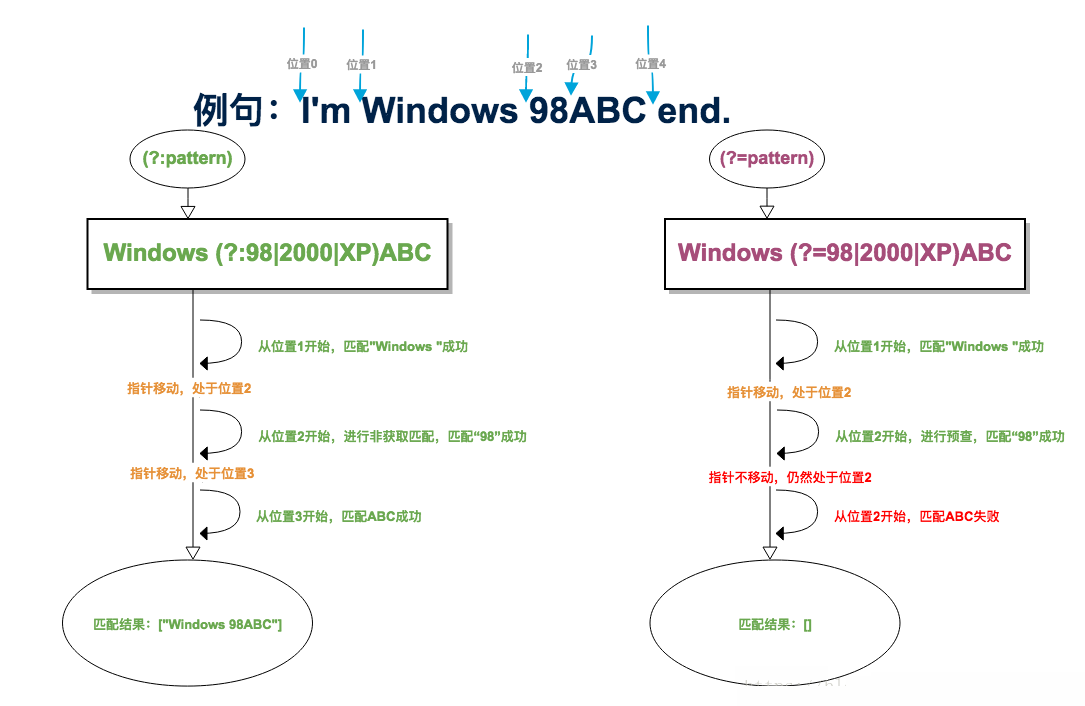 位置0
位置1
位置2
位置3
位置4
例句：I'm Windows 98ABC end.
(?:pattern)
Windows (?:98|2000|XP)ABC
从位置1开始，匹配"Windows "成功
指针移动，处于位置2
从位置2开始，进行非获取匹配，匹配“98”成功
指针移动，处于位置3
从位置3开始，匹配ABC成功
匹配结果：["Windows 98ABC"]
(?=pattern)
Windows (?=98|2000|XP)ABC
从位置1开始，匹配"Windows "成功
指针移动，处于位置2
从位置2开始，进行预查，匹配“98”成功
指针不移动，仍然处于位置2
从位置2开始，匹配ABC失败
匹配结果：[]